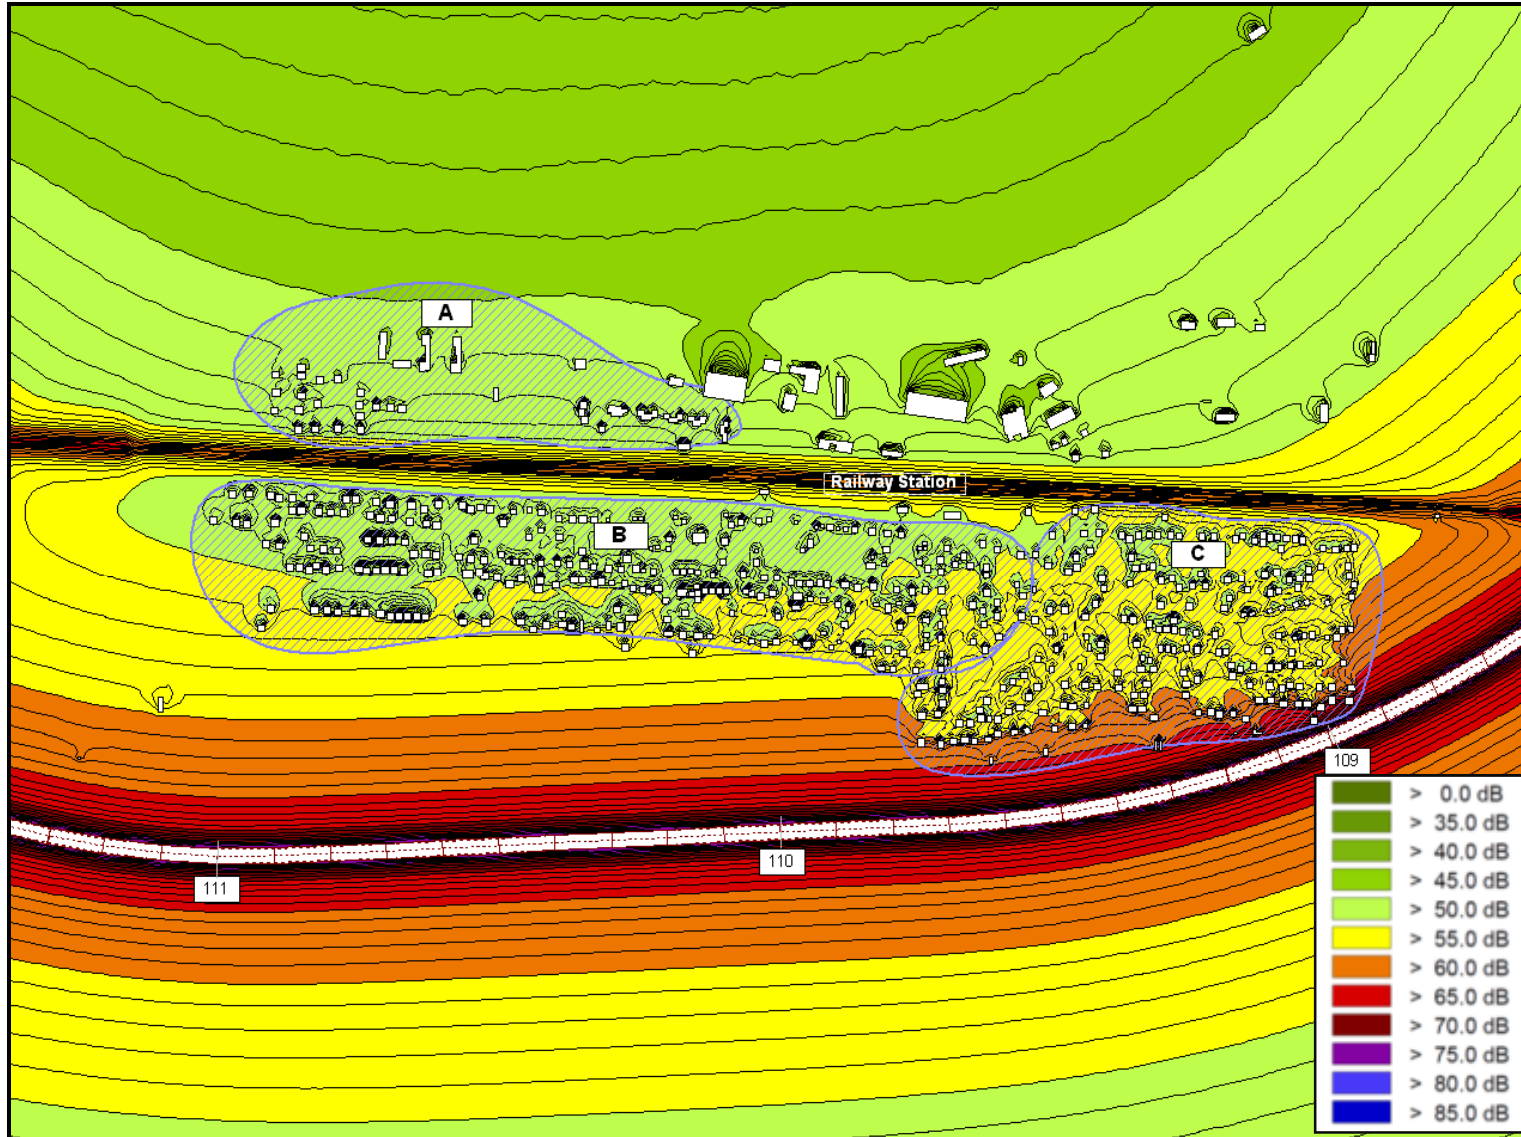 A
Railway Station
B
C
109
110
111
> 0.0 dB
> 35.0 dB
> 40.0 dB
> 45.0 dB
> 50.0 dB
> 55.0 dB
> 60.0 dB
> 65.0 dB
> 70.0 dB
> 75.0 dB
> 80.0 dB
> 85.0 dB